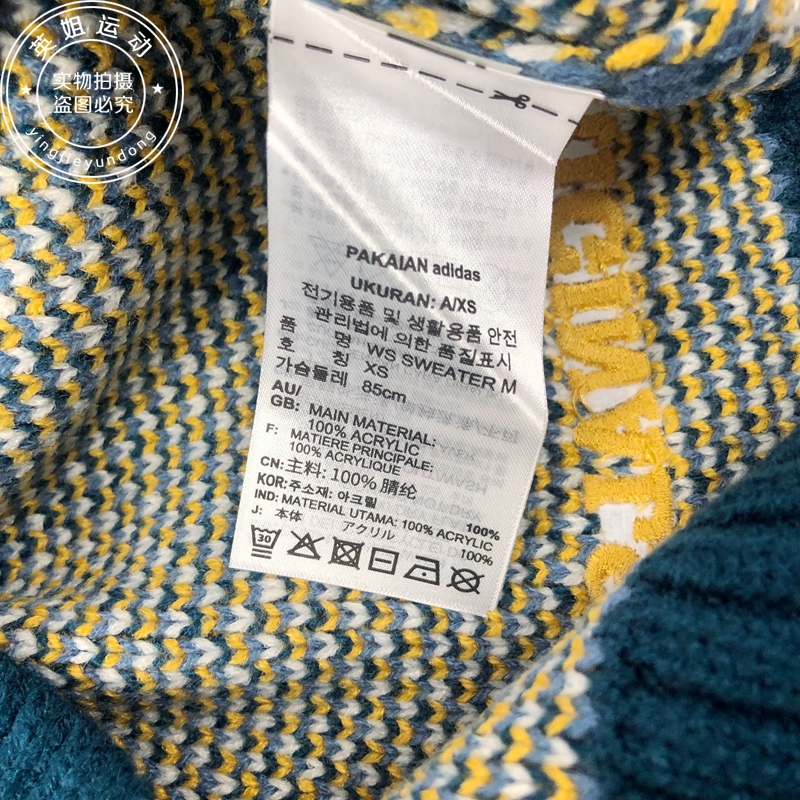 英姐运动
实物拍摄
盗图必究
yingjieyundong
PAKAIAN adidas
UKURAN: A/XS
전기용품 및 생활용품 안전
관리법에 의한 품질표시
품 명 WS SWEATER M
호 칭 XS
가슴둘레 85cm
AU/
GB: MAIN MATERIAL:
100% ACRYLIC
F: MATIERE PRINCIPALE:
100% ACRYLIQUE
CN: 主料: 100% 腈纶
KOR: 주소재: 아크릴 100%
IND: MATERIAL UTAMA: 100% ACRYLIC
J: 本体 アクリル 100%
30